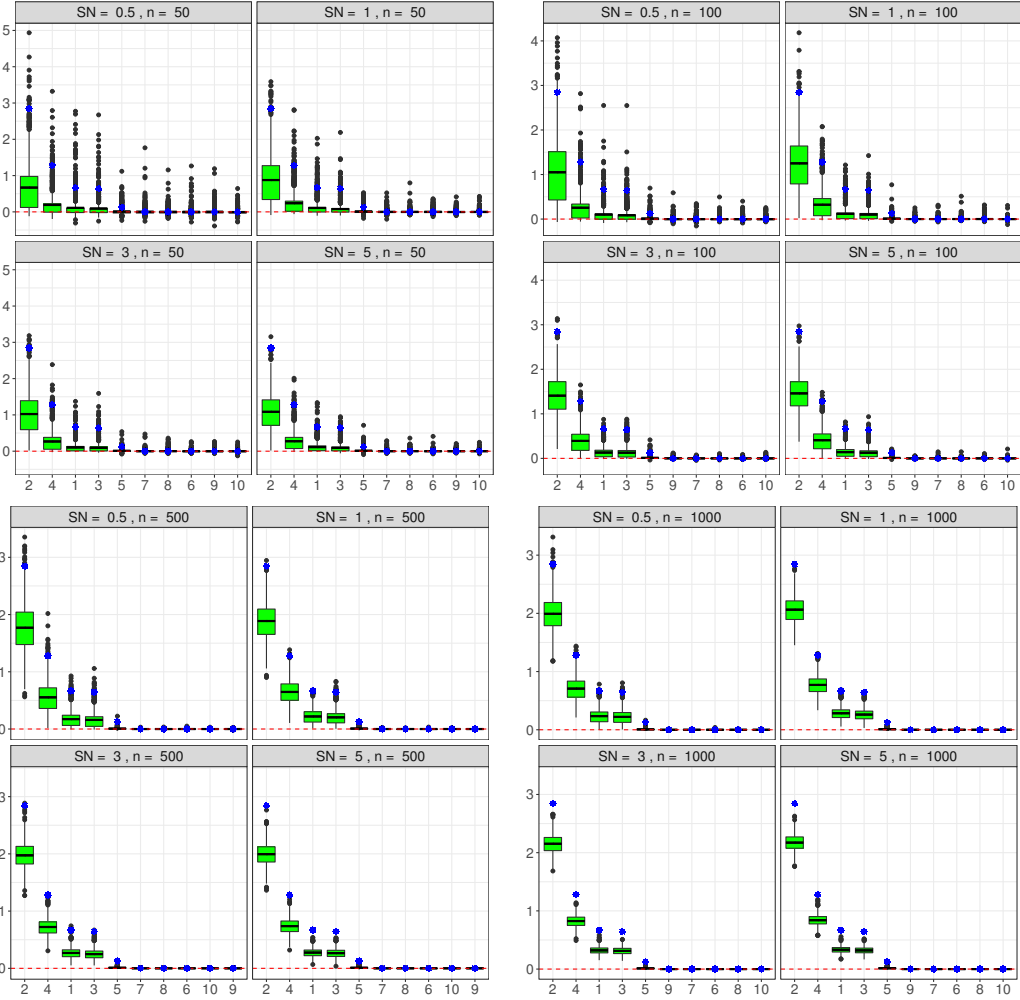 SN = 0.5 , n = 50
SN = 1 , n = 50
5
4
3
2
1
0
SN = 3 , n = 50
SN = 5 , n = 50
5
4
3
2
1
0
2 4 1 3 5 7 8 6 9 10
2 4 1 3 5 7 8 6 9 10
SN = 0.5 , n = 100
SN = 1 , n = 100
4
3
2
1
0
SN = 3 , n = 100
SN = 5 , n = 100
4
3
2
1
0
2 4 1 3 5 9 7 8 6 10
2 4 1 3 5 9 7 8 6 10
SN = 0.5 , n = 500
SN = 1 , n = 500
3
2
1
0
SN = 3 , n = 500
SN = 5 , n = 500
3
2
1
0
2 4 1 3 5 7 8 6 10 9
2 4 1 3 5 7 8 6 10 9
SN = 0.5 , n = 1000
SN = 1 , n = 1000
3
2
1
0
SN = 3 , n = 1000
SN = 5 , n = 1000
3
2
1
0
2 4 1 3 5 9 7 6 8 10
2 4 1 3 5 9 7 6 8 10